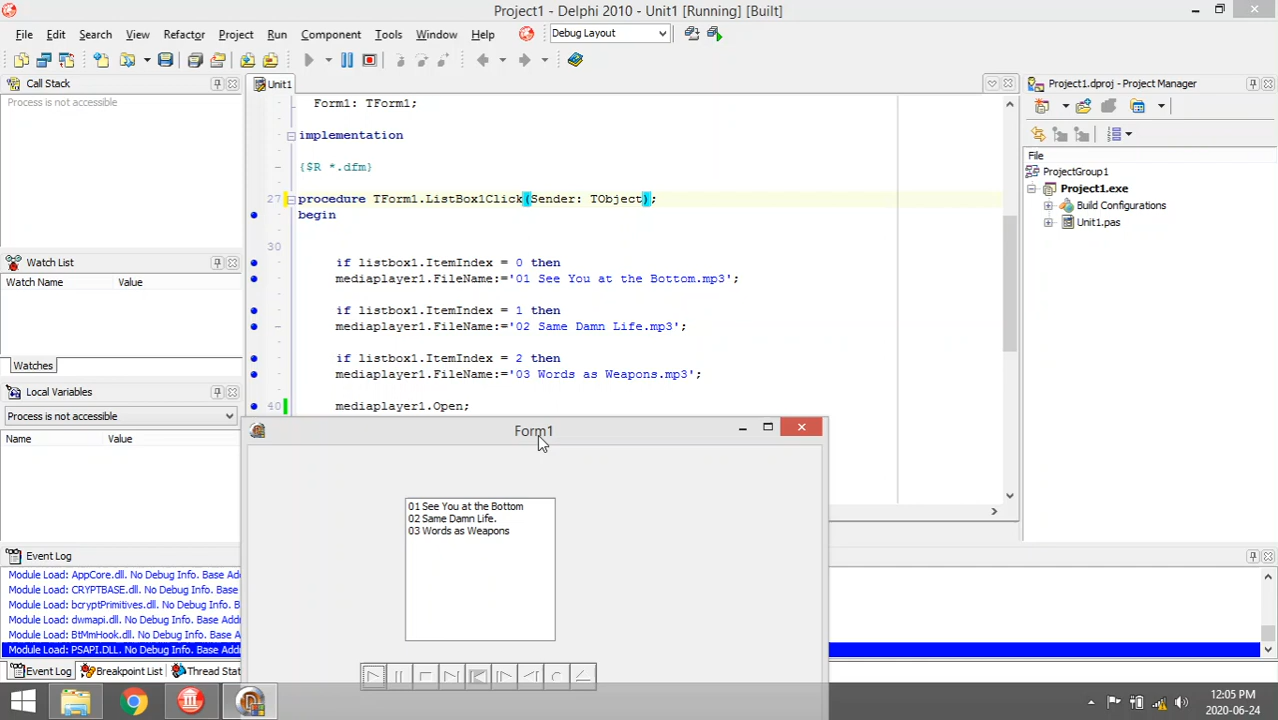 Project1 - Delphi 2010 - Unit1 [Running] [Built]
File Edit Search View Refactor Project Run Component Tools Window Help Debug Layout
Call Stack
Process is not accessible
Unit1
Project1.dproj - Project Manager
Form1: TForm1;
implementation
{$R *.dfm}
27 procedure TForm1.ListBox1Click(Sender: TObject);
begin
30
if listbox1.ItemIndex = 0 then
mediaplayer1.FileName:='01 See You at the Bottom.mp3';
if listbox1.ItemIndex = 1 then
mediaplayer1.FileName:='02 Same Damn Life.mp3';
if listbox1.ItemIndex = 2 then
mediaplayer1.FileName:='03 Words as Weapons.mp3';
40 mediaplayer1.Open;
File
ProjectGroup1
Project1.exe
Build Configurations
Unit1.pas
Watch List
Watch Name Value
Watches
Local Variables
Process is not accessible
Name Value
Form1
01 See You at the Bottom
02 Same Damn Life.
03 Words as Weapons
Event Log
Module Load: AppCore.dll. No Debug Info. Base Add
Module Load: CRYPTBASE.dll. No Debug Info. Base
Module Load: bcryptPrimitives.dll. No Debug Info. B
Module Load: dwmapi.dll. No Debug Info. Base Add
Module Load: BtMmHook.dll. No Debug Info. Base A
Module Load: PSAPI.DLL. No Debug Info. Base Add
Event Log Breakpoint List Thread Stat
12:05 PM
2020-06-24